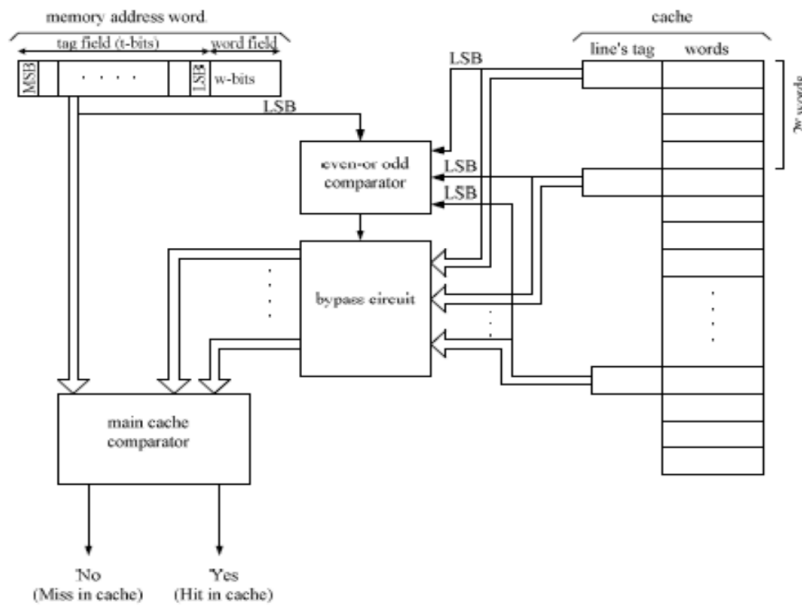 memory address word
tag field (t-bits) word field
MSB
. . . .
LSB
w-bits
LSB
cache
line's tag words
2w words
LSB
LSB
LSB
even-or odd
comparator
bypass circuit
main cache
comparator
No
(Miss in cache)
Yes
(Hit in cache)